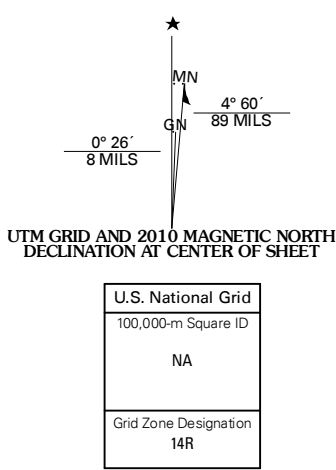 MN
4° 60´
89 MILS
GN
0° 26´
8 MILS
UTM GRID AND 2010 MAGNETIC NORTH
DECLINATION AT CENTER OF SHEET
U.S. National Grid
100,000-m Square ID
NA
Grid Zone Designation
14R